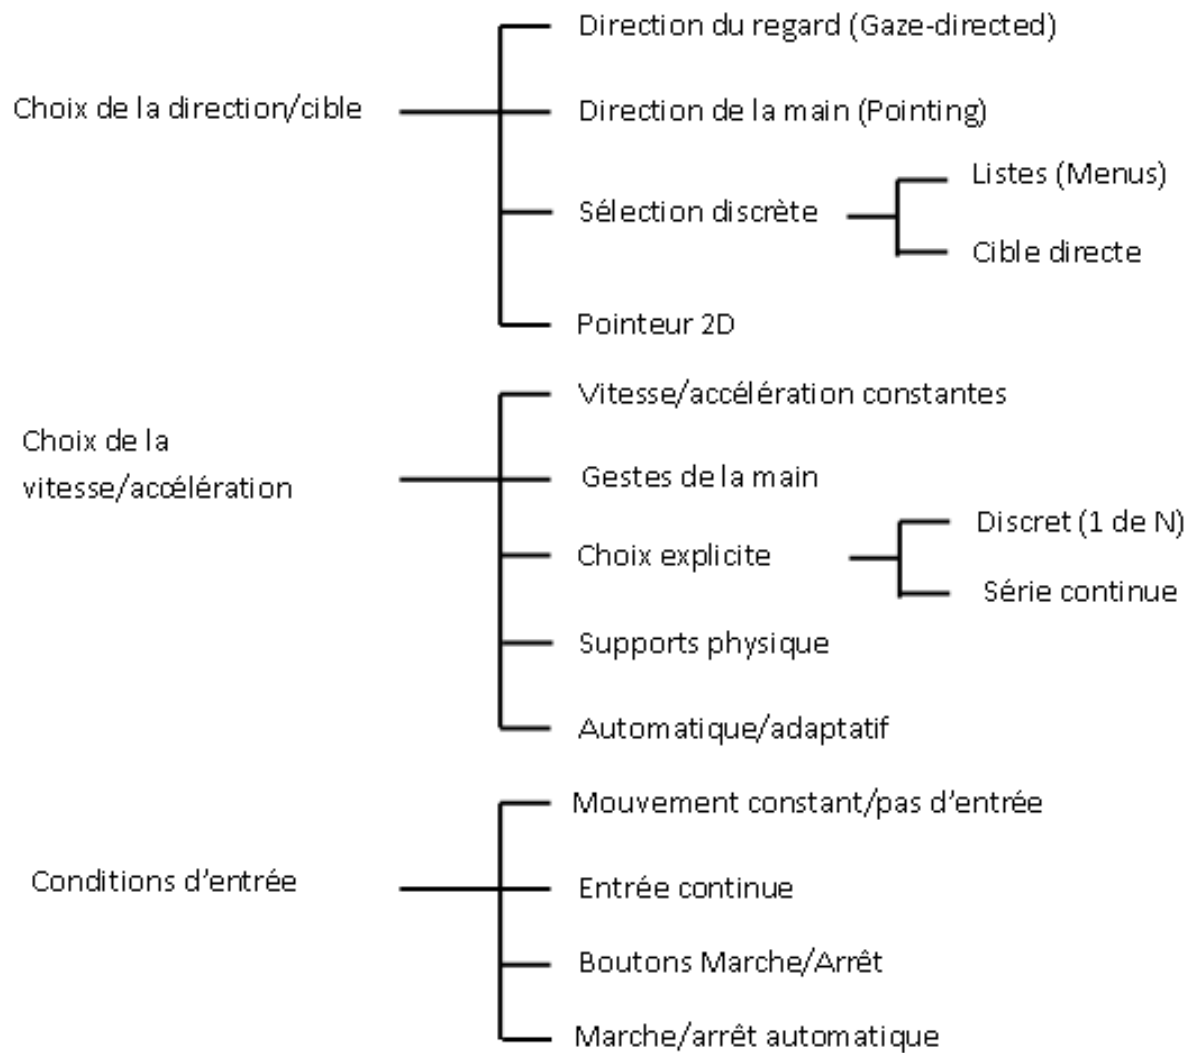 Direction du regard (Gaze-directed)
Choix de la direction/cible
Direction de la main (Pointing)
Listes (Menus)
Sélection discrète
Cible directe
Pointeur 2D
Vitesse/accélération constantes
Choix de la
vitesse/accélération
Gestes de la main
Discret (1 de N)
Choix explicite
Série continue
Supports physique
Automatique/adaptatif
Mouvement constant/pas d'entrée
Conditions d'entrée
Entrée continue
Boutons Marche/Arrêt
Marche/arrêt automatique